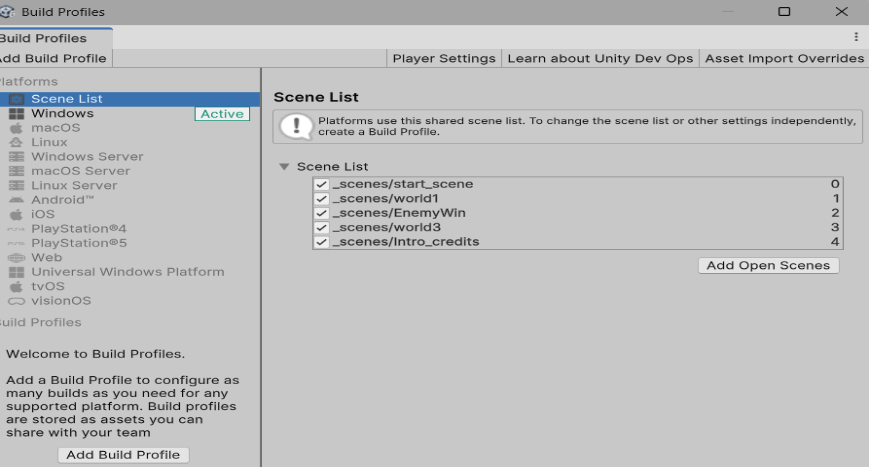 Build Profiles
Build Profiles
Add Build Profile
Player Settings
Learn about Unity Dev Ops
Asset Import Overrides
Platforms
Scene List
Windows
Active
macOS
Linux
Windows Server
macOS Server
Linux Server
Android™
iOS
PlayStation®4
PlayStation®5
Web
Universal Windows Platform
tvOS
visionOS
Build Profiles
Welcome to Build Profiles.
Add a Build Profile to configure as
many builds as you need for any
supported platform. Build profiles
are stored as assets you can
share with your team
Add Build Profile
Scene List
Platforms use this shared scene list. To change the scene list or other settings independently,
create a Build Profile.
Scene List
_scenes/start_scene 0
_scenes/world1 1
_scenes/EnemyWin 2
_scenes/world3 3
_scenes/Intro_credits 4
Add Open Scenes